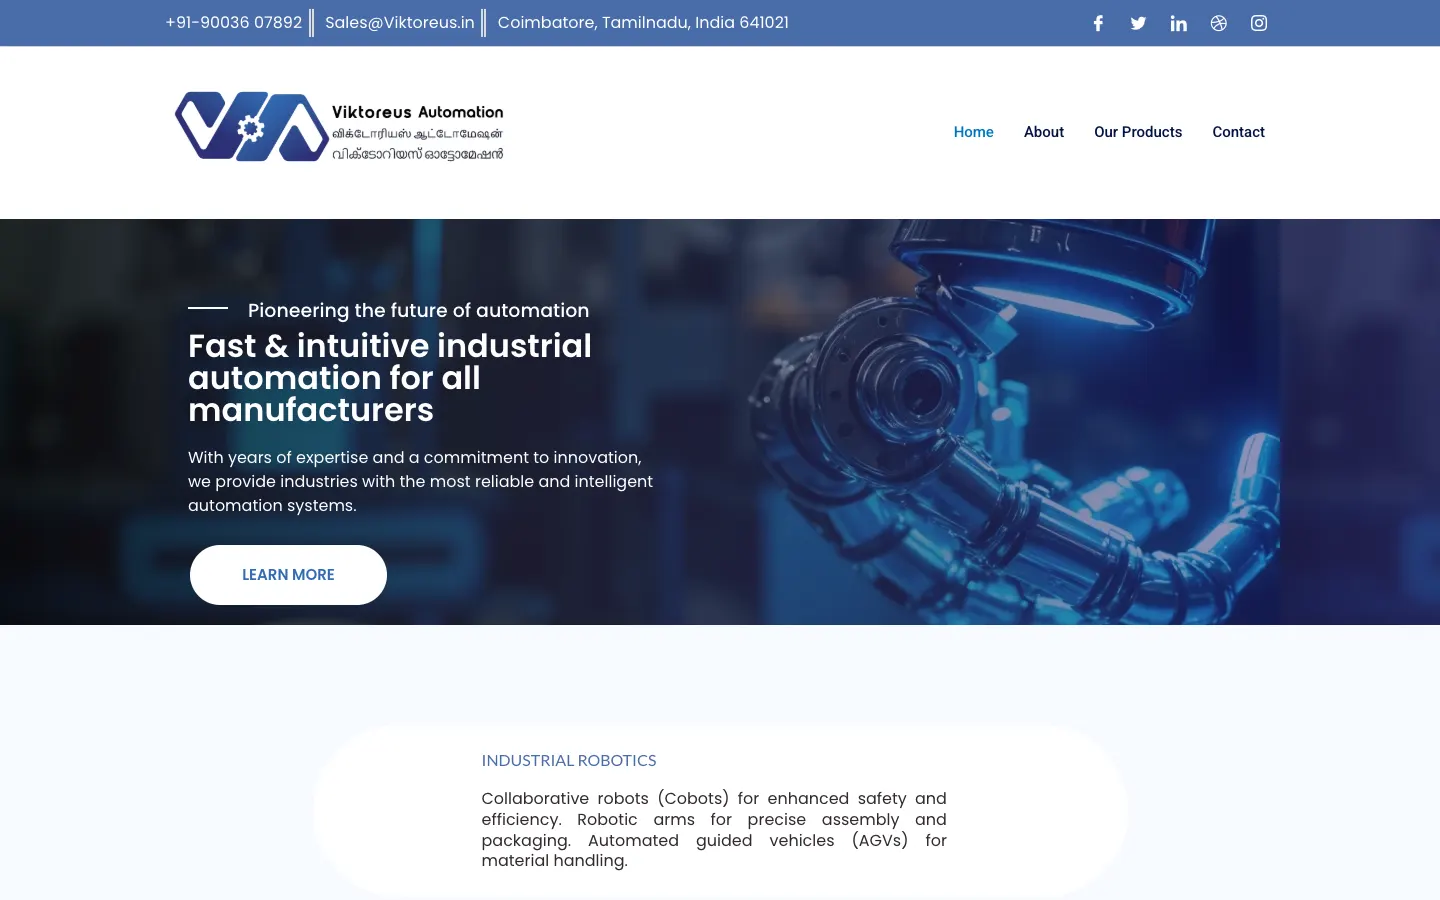 +91-90036 07892
Sales@Viktoreus.in
Coimbatore, Tamilnadu, India 641021
Viktoreus Automation
விக்டோரியஸ் ஆட்டோமேஷன்
വിക്ടോറിയസ് ഓട്ടോമേഷൻ
Home
About
Our Products
Contact
Pioneering the future of automation
Fast & intuitive industrial
automation for all
manufacturers
With years of expertise and a commitment to innovation,
we provide industries with the most reliable and intelligent
automation systems.
LEARN MORE
INDUSTRIAL ROBOTICS
Collaborative robots (Cobots) for enhanced safety and
efficiency. Robotic arms for precise assembly and
packaging. Automated guided vehicles (AGVs) for
material handling.